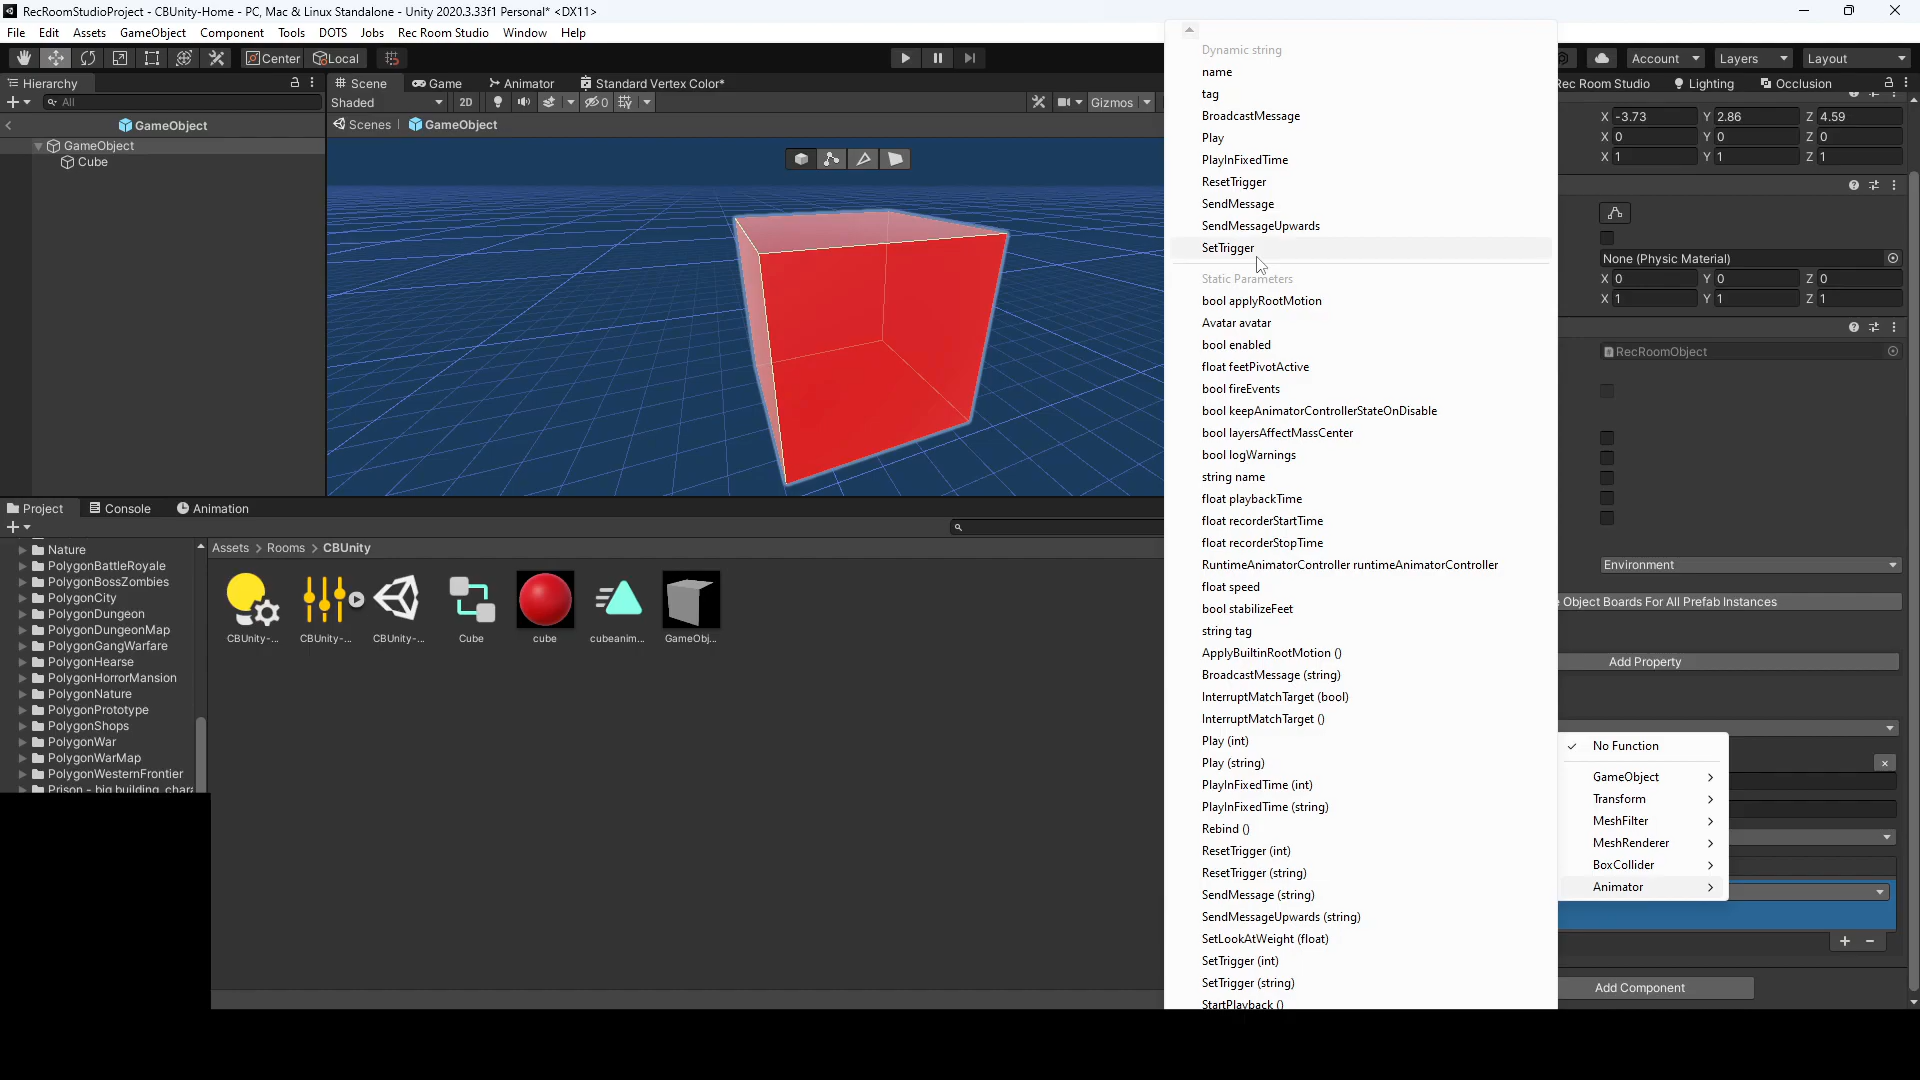 RecRoomStudioProject - CBUnity-Home - PC, Mac & Linux Standalone - Unity 2020.3.33f1 Personal* <DX11>
File Edit Assets GameObject Component Tools DOTS Jobs Rec Room Studio Window Help
Center Local Account Layers Layout
Hierarchy Scene Game Animator Standard Vertex Color* Rec Room Studio Lighting Occlusion
All Shaded 2D 0 Gizmos
GameObject Scenes GameObject
GameObject
Cube
Dynamic string
name
tag
BroadcastMessage
Play
PlayInFixedTime
ResetTrigger
SendMessage
SendMessageUpwards
SetTrigger
Static Parameters
bool applyRootMotion
Avatar avatar
bool enabled
float feetPivotActive
bool fireEvents
bool keepAnimatorControllerStateOnDisable
bool layersAffectMassCenter
bool logWarnings
string name
float playbackTime
float recorderStartTime
float recorderStopTime
RuntimeAnimatorController runtimeAnimatorController
float speed
bool stabilizeFeet
string tag
ApplyBuiltinRootMotion ()
BroadcastMessage (string)
InterruptMatchTarget (bool)
InterruptMatchTarget ()
Play (int)
Play (string)
PlayInFixedTime (int)
PlayInFixedTime (string)
Rebind ()
ResetTrigger (int)
ResetTrigger (string)
SendMessage (string)
SendMessageUpwards (string)
SetLookAtWeight (float)
SetTrigger (int)
SetTrigger (string)
StartPlayback ()
X -3.73 Y 2.86 Z 4.59
X 0 Y 0 Z 0
X 1 Y 1 Z 1
None (Physic Material)
X 0 Y 0 Z 0
X 1 Y 1 Z 1
RecRoomObject
Environment
Object Boards For All Prefab Instances
Add Property
No Function
GameObject
Transform
MeshFilter
MeshRenderer
BoxCollider
Animator
Add Component
Project Console Animation
Assets > Rooms > CBUnity
Nature
PolygonBattleRoyale
PolygonBossZombies
PolygonCity
PolygonDungeon
PolygonDungeonMap
PolygonGangWarfare
PolygonHearse
PolygonHorrorMansion
PolygonNature
PolygonPrototype
PolygonShops
PolygonWar
PolygonWarMap
PolygonWesternFrontier
Prison - big building, chara
CBUnity-... CBUnity-... CBUnity-... Cube cube cubeanim... GameObj...